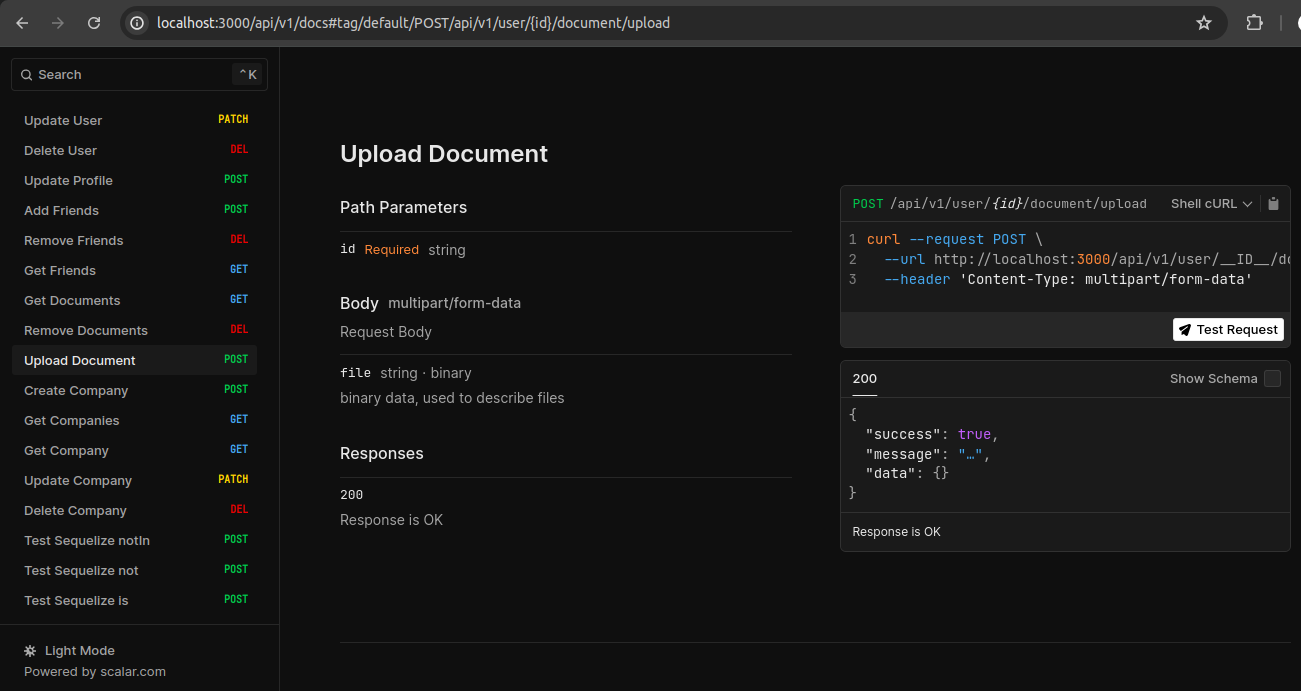 localhost:3000/api/v1/docs#tag/default/POST/api/v1/user/{id}/document/upload
Search
⌃K
Update User PATCH
Delete User DEL
Update Profile POST
Add Friends POST
Remove Friends DEL
Get Friends GET
Get Documents GET
Remove Documents DEL
Upload Document POST
Create Company POST
Get Companies GET
Get Company GET
Update Company PATCH
Delete Company DEL
Test Sequelize notIn POST
Test Sequelize not POST
Test Sequelize is POST
Light Mode
Powered by scalar.com
Upload Document
Path Parameters
id Required string
Body multipart/form-data
Request Body
file string · binary
binary data, used to describe files
Responses
200
Response is OK
POST /api/v1/user/{id}/document/upload Shell cURL
1 curl --request POST \
2 --url http://localhost:3000/api/v1/user/__ID__/do
3 --header 'Content-Type: multipart/form-data'
Test Request
200 Show Schema
{
"success": true,
"message": "…",
"data": {}
}
Response is OK